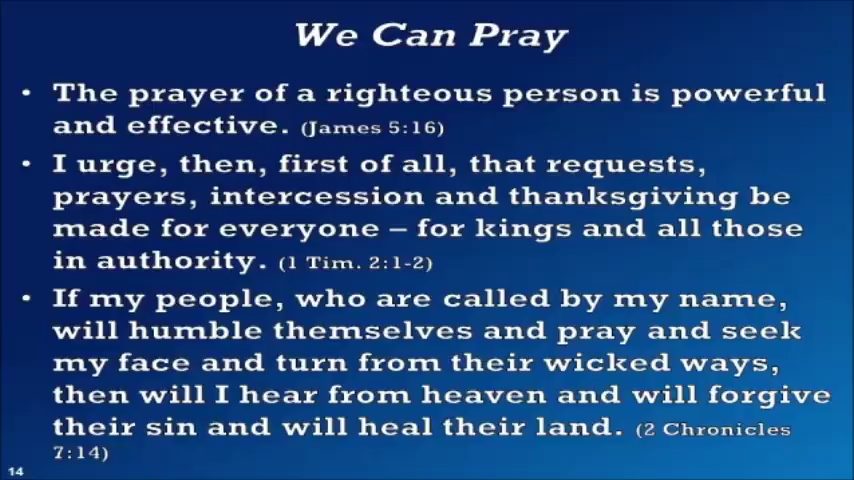 We Can Pray
• The prayer of a righteous person is powerful
and effective. (James 5:16)
• I urge, then, first of all, that requests,
prayers, intercession and thanksgiving be
made for everyone – for kings and all those
in authority. (1 Tim. 2:1-2)
• If my people, who are called by my name,
will humble themselves and pray and seek
my face and turn from their wicked ways,
then will I hear from heaven and will forgive
their sin and will heal their land. (2 Chronicles
7:14)
14